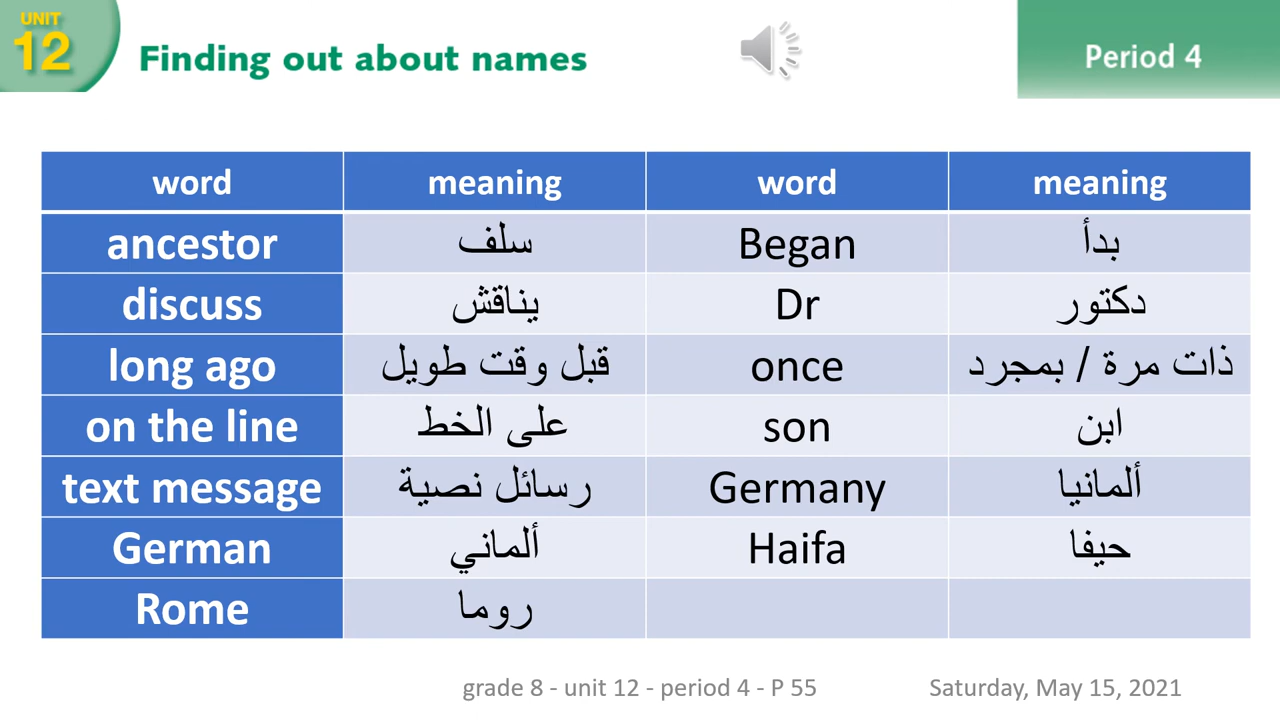 UNIT
12
Finding out about names
Period 4
word meaning word meaning
ancestor سلف Began بدأ
discuss يناقش Dr دكتور
long ago قبل وقت طويل once ذات مرة / بمجرد
on the line على الخط son ابن
text message رسائل نصية Germany ألمانيا
German ألماني Haifa حيفا
Rome روما
grade 8 - unit 12 - period 4 - P 55 Saturday, May 15, 2021